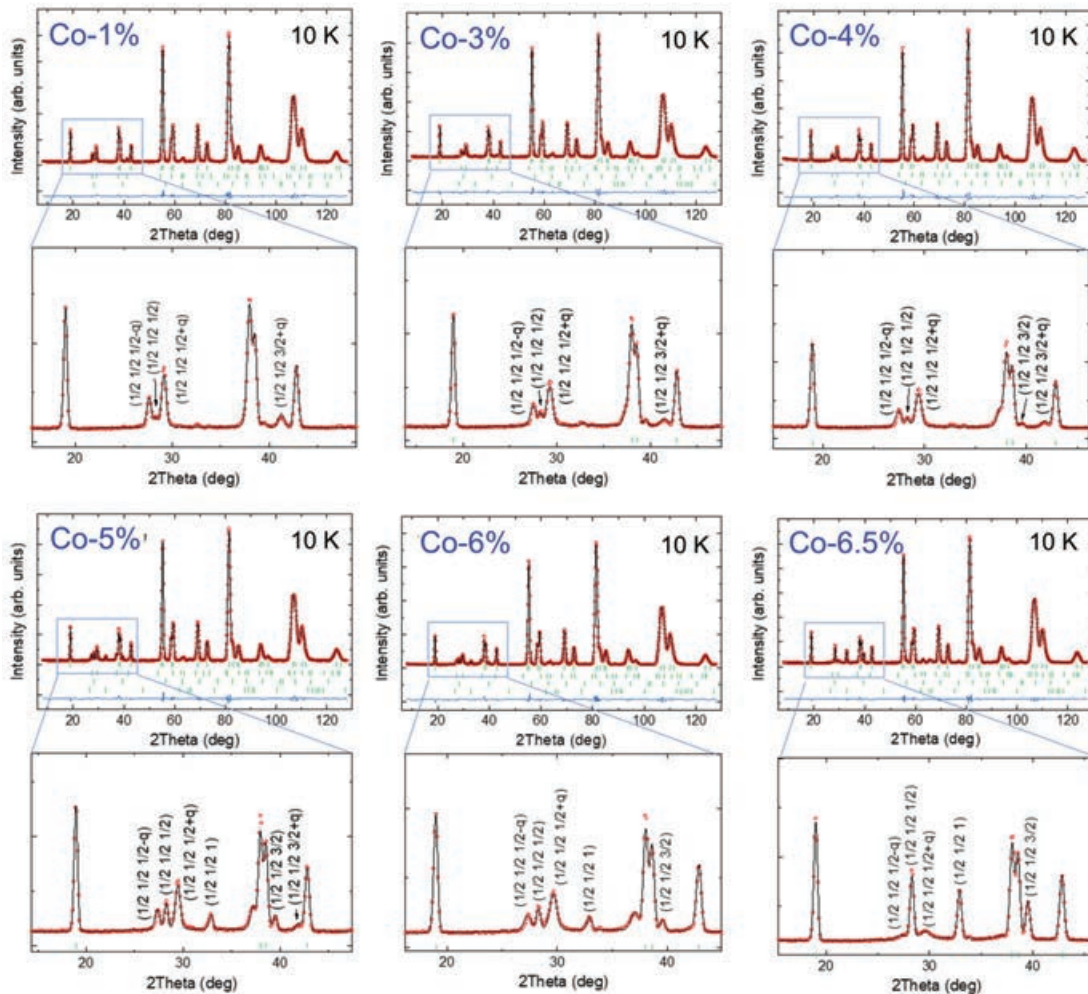 Co-1%
10 K
Intensity (arb. units)
20 40 60 80 100 120
2Theta (deg)
(1/2 1/2 1/2-q)
(1/2 1/2 1/2)
(1/2 1/2 1/2+q)
(1/2 1/2 3/2+q)
20 30 40
2Theta (deg)
Co-3%
10 K
Intensity (arb. units)
20 40 60 80 100 120
2Theta (deg)
(1/2 1/2 1/2-q)
(1/2 1/2 1/2)
(1/2 1/2 1/2+q)
(1/2 1/2 3/2+q)
20 30 40
2Theta (deg)
Co-4%
10 K
Intensity (arb. units)
20 40 60 80 100 120
2Theta (deg)
(1/2 1/2 1/2-q)
(1/2 1/2 1/2)
(1/2 1/2 1/2+q)
(1/2 1/2 3/2)
(1/2 1/2 3/2+q)
20 30 40
2Theta (deg)
Co-5%
10 K
Intensity (arb. units)
20 40 60 80 100 120
2Theta (deg)
(1/2 1/2 1/2-q)
(1/2 1/2 1/2)
(1/2 1/2 1/2+q)
(1/2 1/2 1)
(1/2 1/2 3/2)
(1/2 1/2 3/2+q)
20 30 40
2Theta (deg)
Co-6%
10 K
Intensity (arb. units)
20 40 60 80 100 120
2Theta (deg)
(1/2 1/2 1/2-q)
(1/2 1/2 1/2)
(1/2 1/2 1/2+q)
(1/2 1/2 1)
(1/2 1/2 3/2)
20 30 40
2Theta (deg)
Co-6.5%
10 K
Intensity (arb. units)
20 40 60 80 100 120
2Theta (deg)
(1/2 1/2 1/2-q)
(1/2 1/2 1/2)
(1/2 1/2 1/2+q)
(1/2 1/2 1)
(1/2 1/2 3/2)
20 30 40
2Theta (deg)